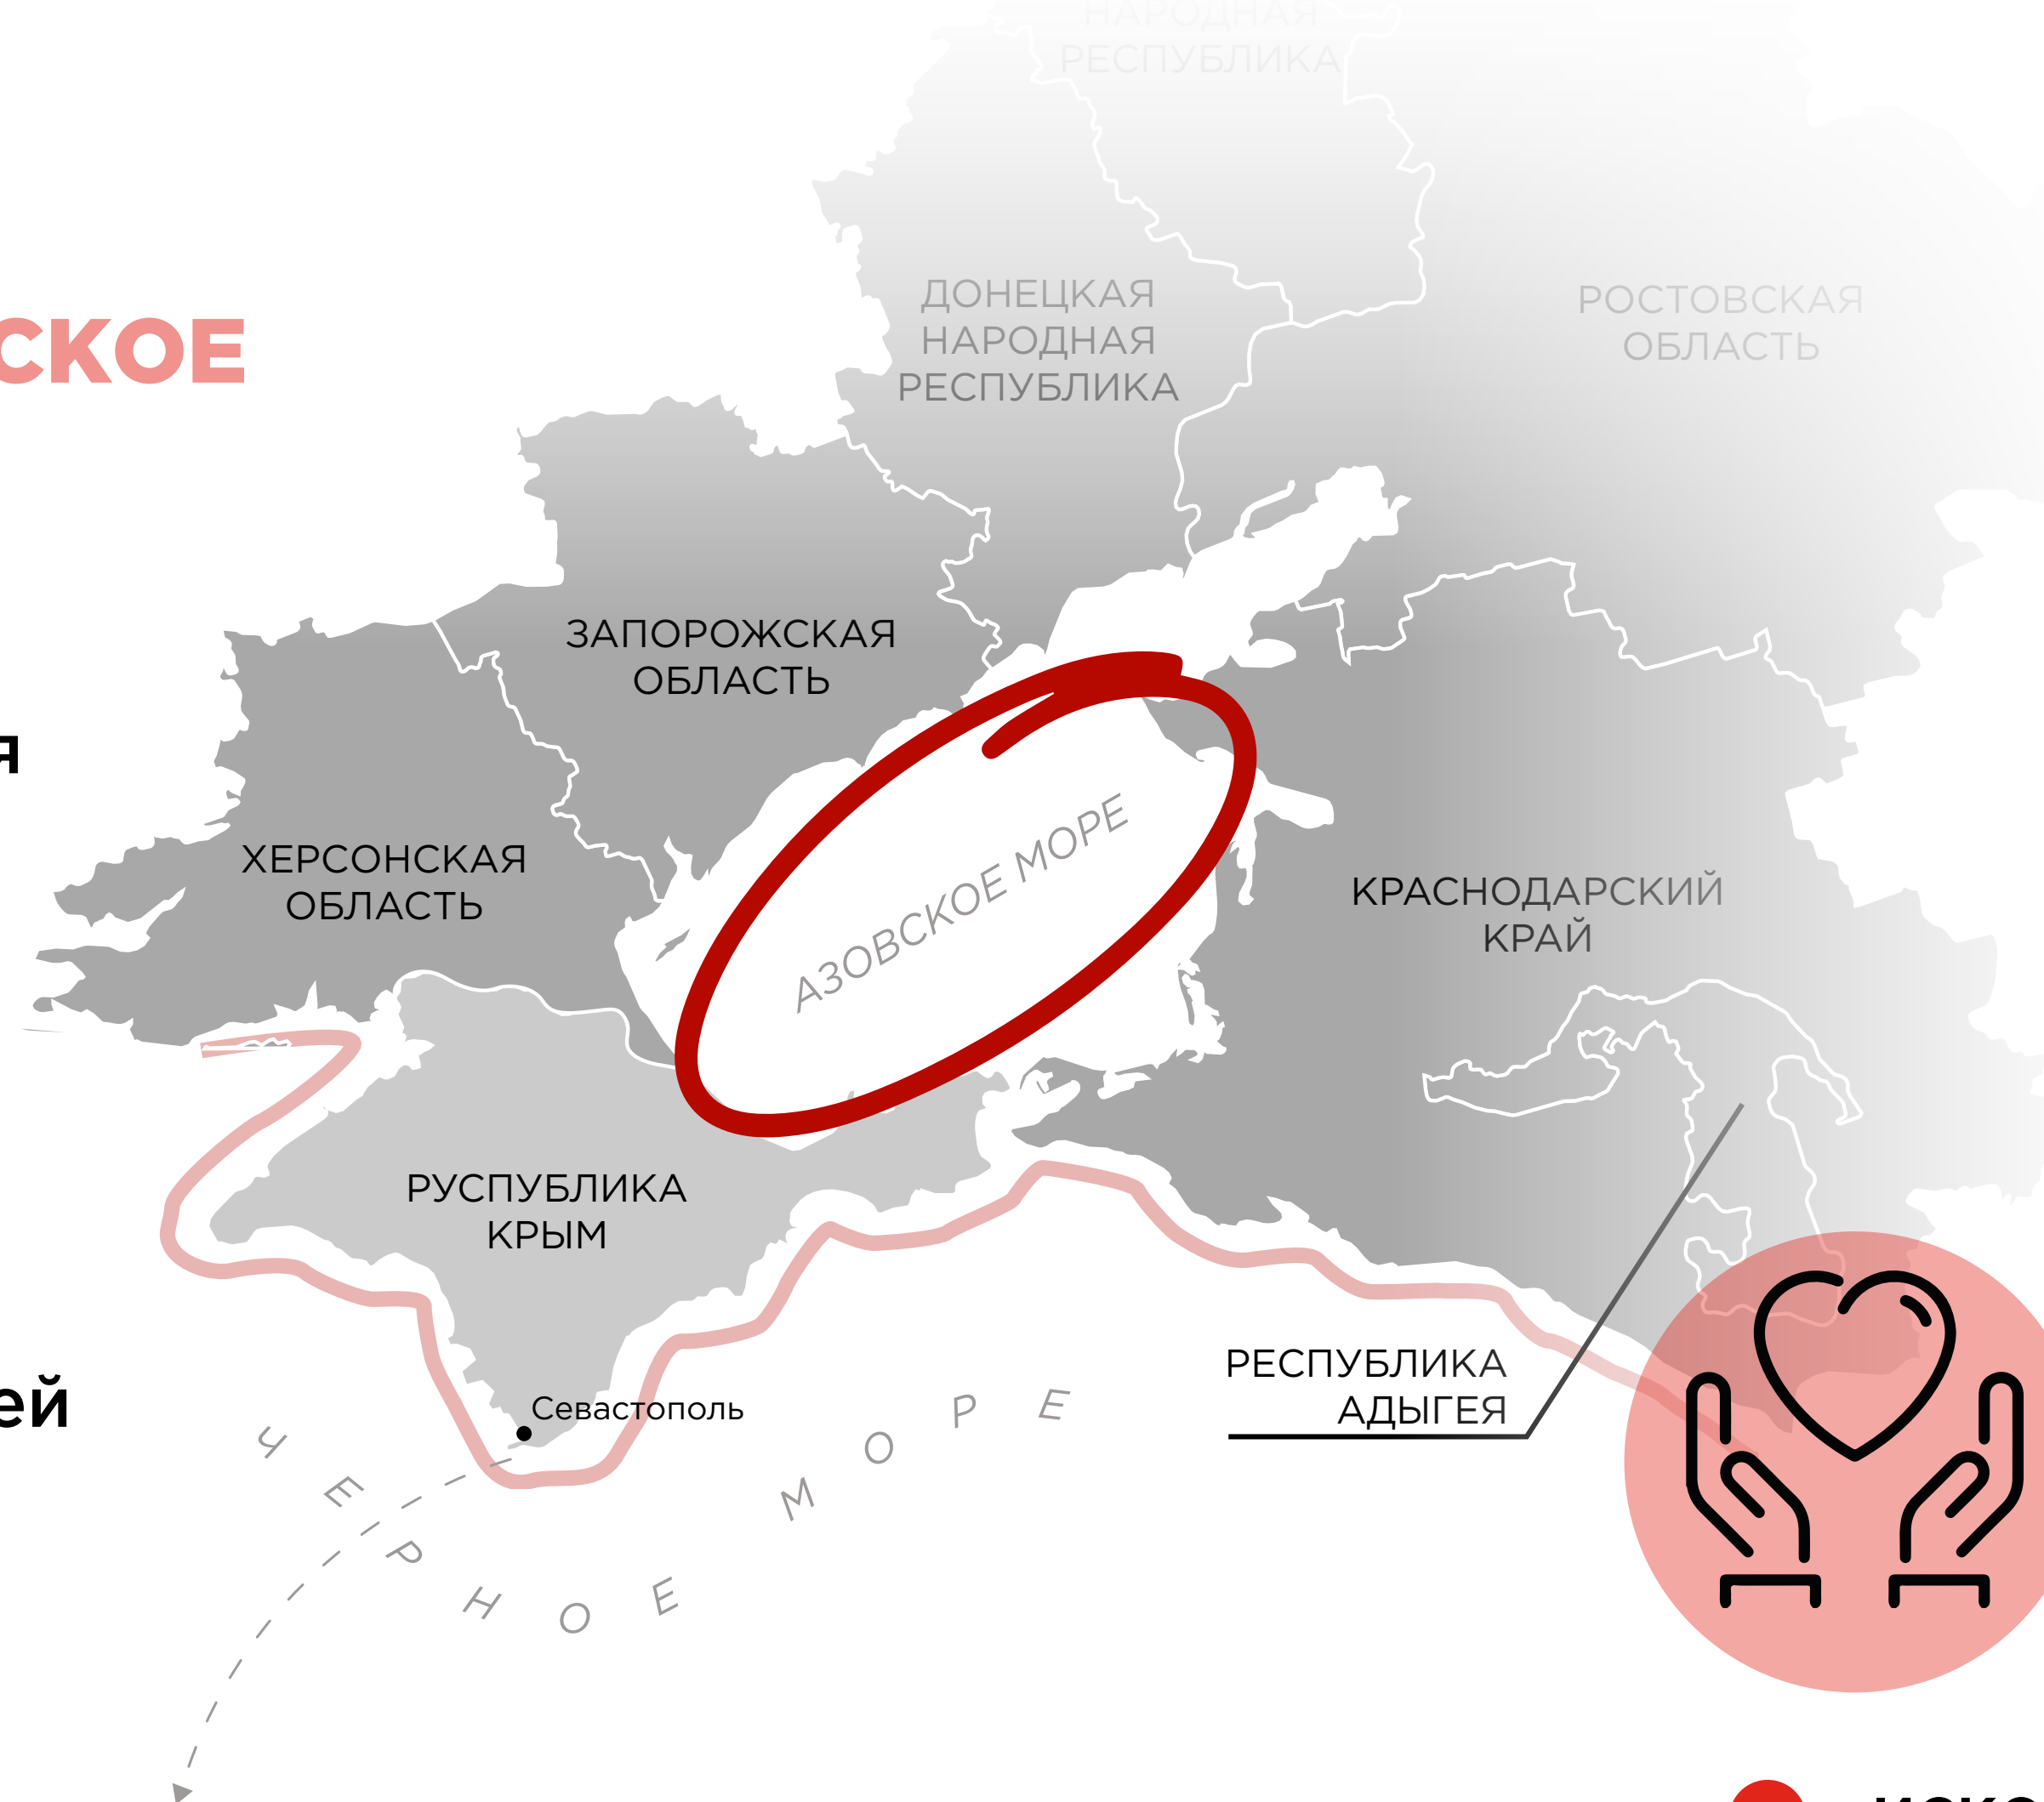 НАРОДНАЯ
РЕСПУБЛИКА
ДОНЕЦКАЯ
НАРОДНАЯ
РЕСПУБЛИКА
РОСТОВСКАЯ
ОБЛАСТЬ
СКОЕ
ЗАПОРОЖСКАЯ
ОБЛАСТЬ
я
ХЕРСОНСКАЯ
ОБЛАСТЬ
АЗОВСКОЕ МОРЕ
КРАСНОДАРСКИЙ
КРАЙ
РУСПУБЛИКА
КРЫМ
РЕСПУБЛИКА
АДЫГЕЯ
ей
Севастополь
ЧЕРНОЕ МОРЕ